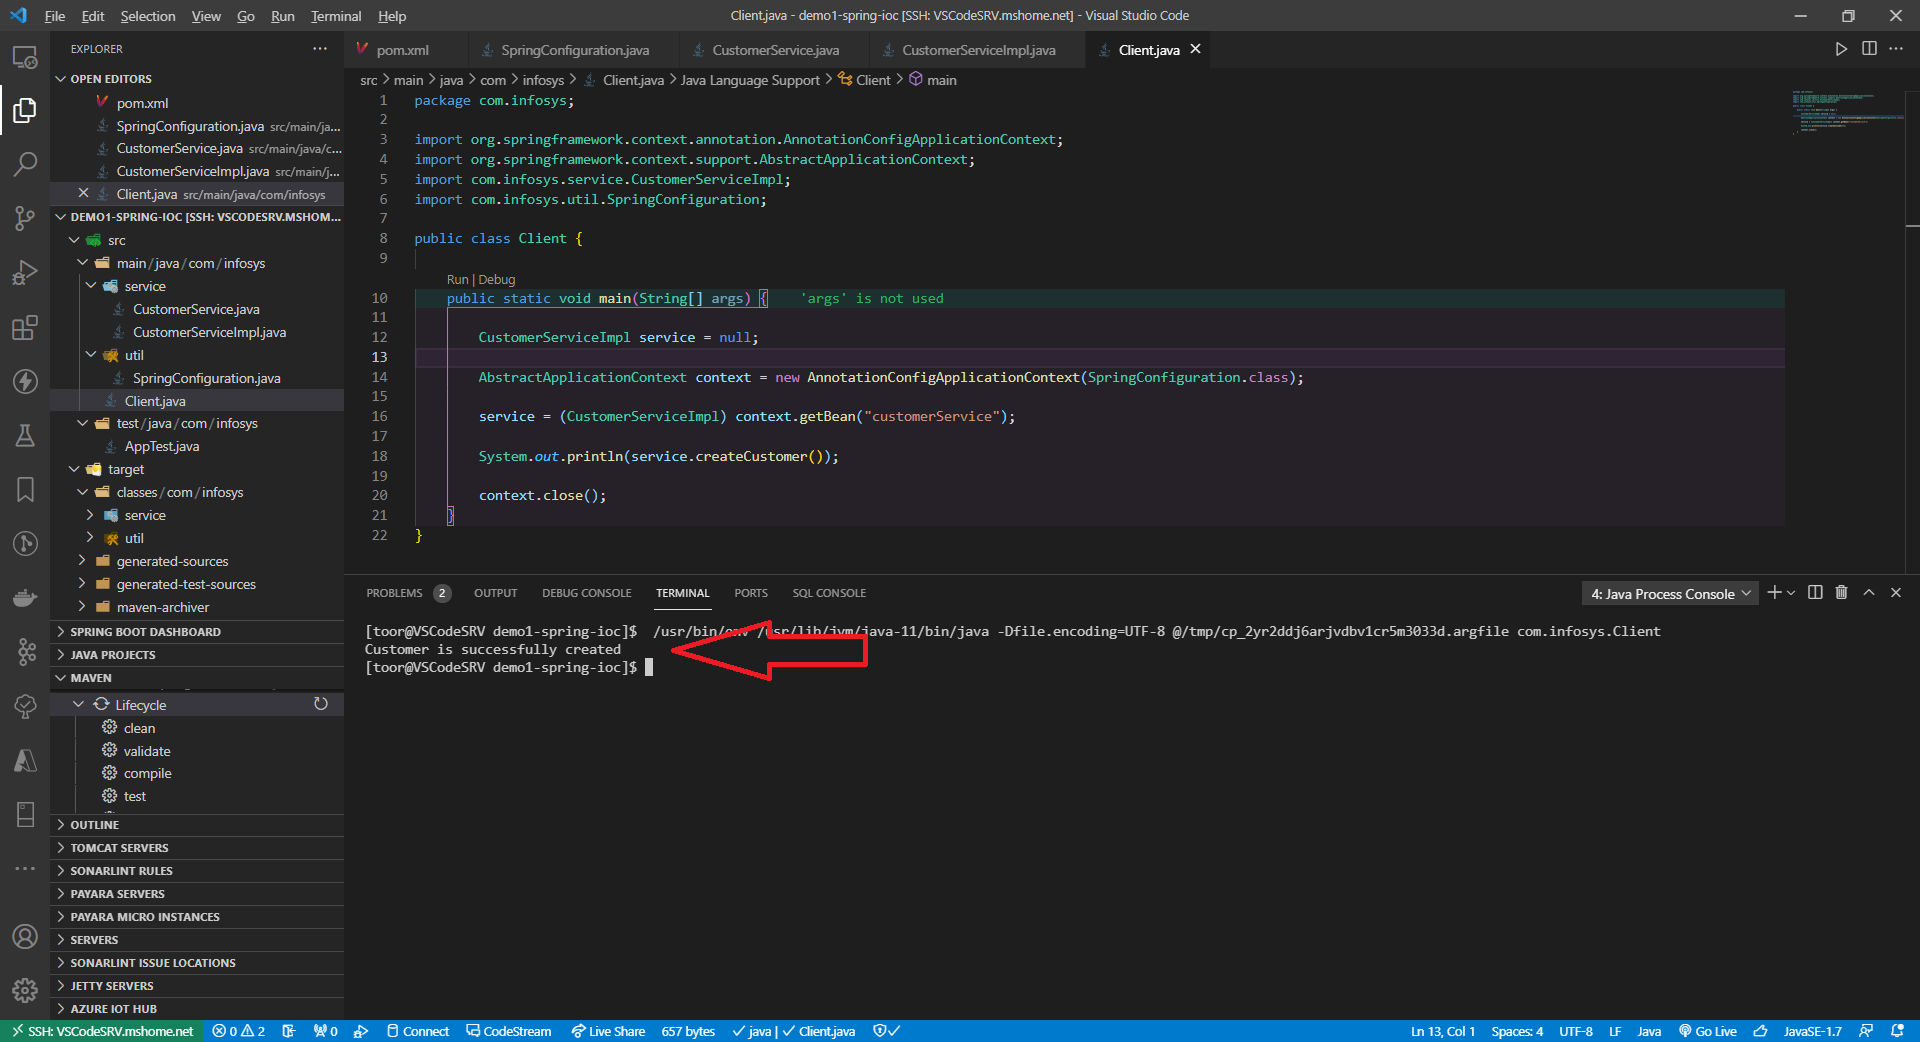 File Edit Selection View Go Run Terminal Help
Client.java - demo1-spring-ioc [SSH: VSCodeSRV.mshome.net] - Visual Studio Code
EXPLORER
OPEN EDITORS
pom.xml
SpringConfiguration.java src/main/ja...
CustomerService.java src/main/java/c...
CustomerServiceImpl.java src/main/j...
Client.java src/main/java/com/infosys
DEMO1-SPRING-IOC [SSH: VSCODESRV.MSHOM...
src
main/java/com/infosys
service
CustomerService.java
CustomerServiceImpl.java
util
SpringConfiguration.java
Client.java
test/java/com/infosys
AppTest.java
target
classes/com/infosys
service
util
generated-sources
generated-test-sources
maven-archiver
SPRING BOOT DASHBOARD
JAVA PROJECTS
MAVEN
Lifecycle
clean
validate
compile
test
OUTLINE
TOMCAT SERVERS
SONARLINT RULES
PAYARA SERVERS
PAYARA MICRO INSTANCES
SERVERS
SONARLINT ISSUE LOCATIONS
JETTY SERVERS
AZURE IOT HUB
pom.xml SpringConfiguration.java CustomerService.java CustomerServiceImpl.java Client.java
src > main > java > com > infosys > Client.java > Java Language Support > Client > main
1 package com.infosys;
2
3 import org.springframework.context.annotation.AnnotationConfigApplicationContext;
4 import org.springframework.context.support.AbstractApplicationContext;
5 import com.infosys.service.CustomerServiceImpl;
6 import com.infosys.util.SpringConfiguration;
7
8 public class Client {
9
Run | Debug
10 public static void main(String[] args) { 'args' is not used
11
12 CustomerServiceImpl service = null;
13
14 AbstractApplicationContext context = new AnnotationConfigApplicationContext(SpringConfiguration.class);
15
16 service = (CustomerServiceImpl) context.getBean("customerService");
17
18 System.out.println(service.createCustomer());
19
20 context.close();
21 }
22 }
PROBLEMS 2 OUTPUT DEBUG CONSOLE TERMINAL PORTS SQL CONSOLE
4: Java Process Console
[toor@VSCodeSRV demo1-spring-ioc]$ /usr/bin/env /usr/lib/jvm/java-11/bin/java -Dfile.encoding=UTF-8 @/tmp/cp_2yr2ddj6arjvdbv1cr5m3033d.argfile com.infosys.Client
Customer is successfully created
[toor@VSCodeSRV demo1-spring-ioc]$
SSH: VSCodeSRV.mshome.net 0 2 0 Connect CodeStream Live Share 657 bytes java | Client.java
Ln 13, Col 1 Spaces: 4 UTF-8 LF Java Go Live JavaSE-1.7